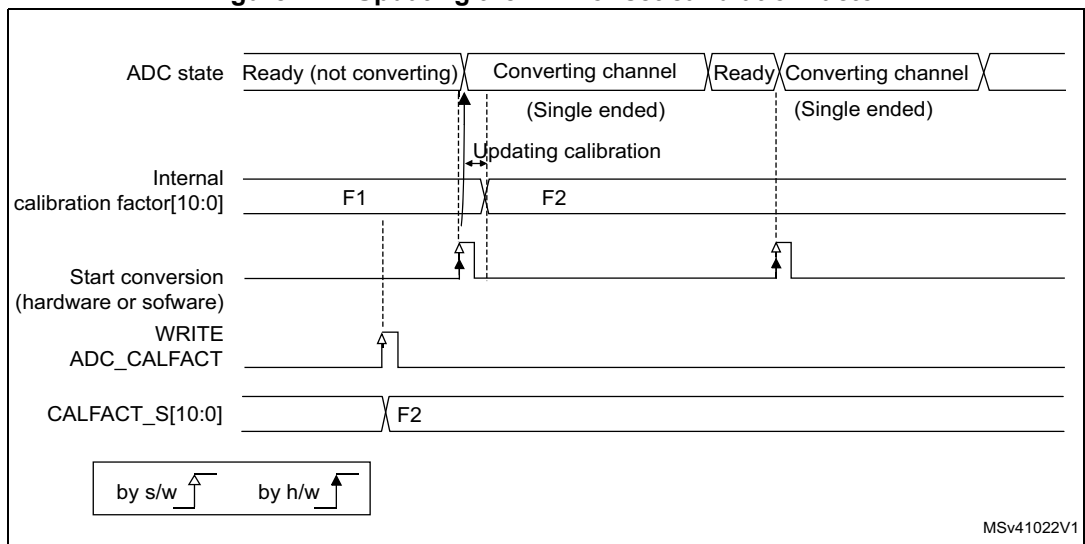 ADC state Ready (not converting) Converting channel Ready Converting channel
(Single ended) (Single ended)
Updating calibration
Internal
calibration factor[10:0] F1 F2
Start conversion
(hardware or sofware)
WRITE
ADC_CALFACT
CALFACT_S[10:0] F2
by s/w by h/w
MSv41022V1